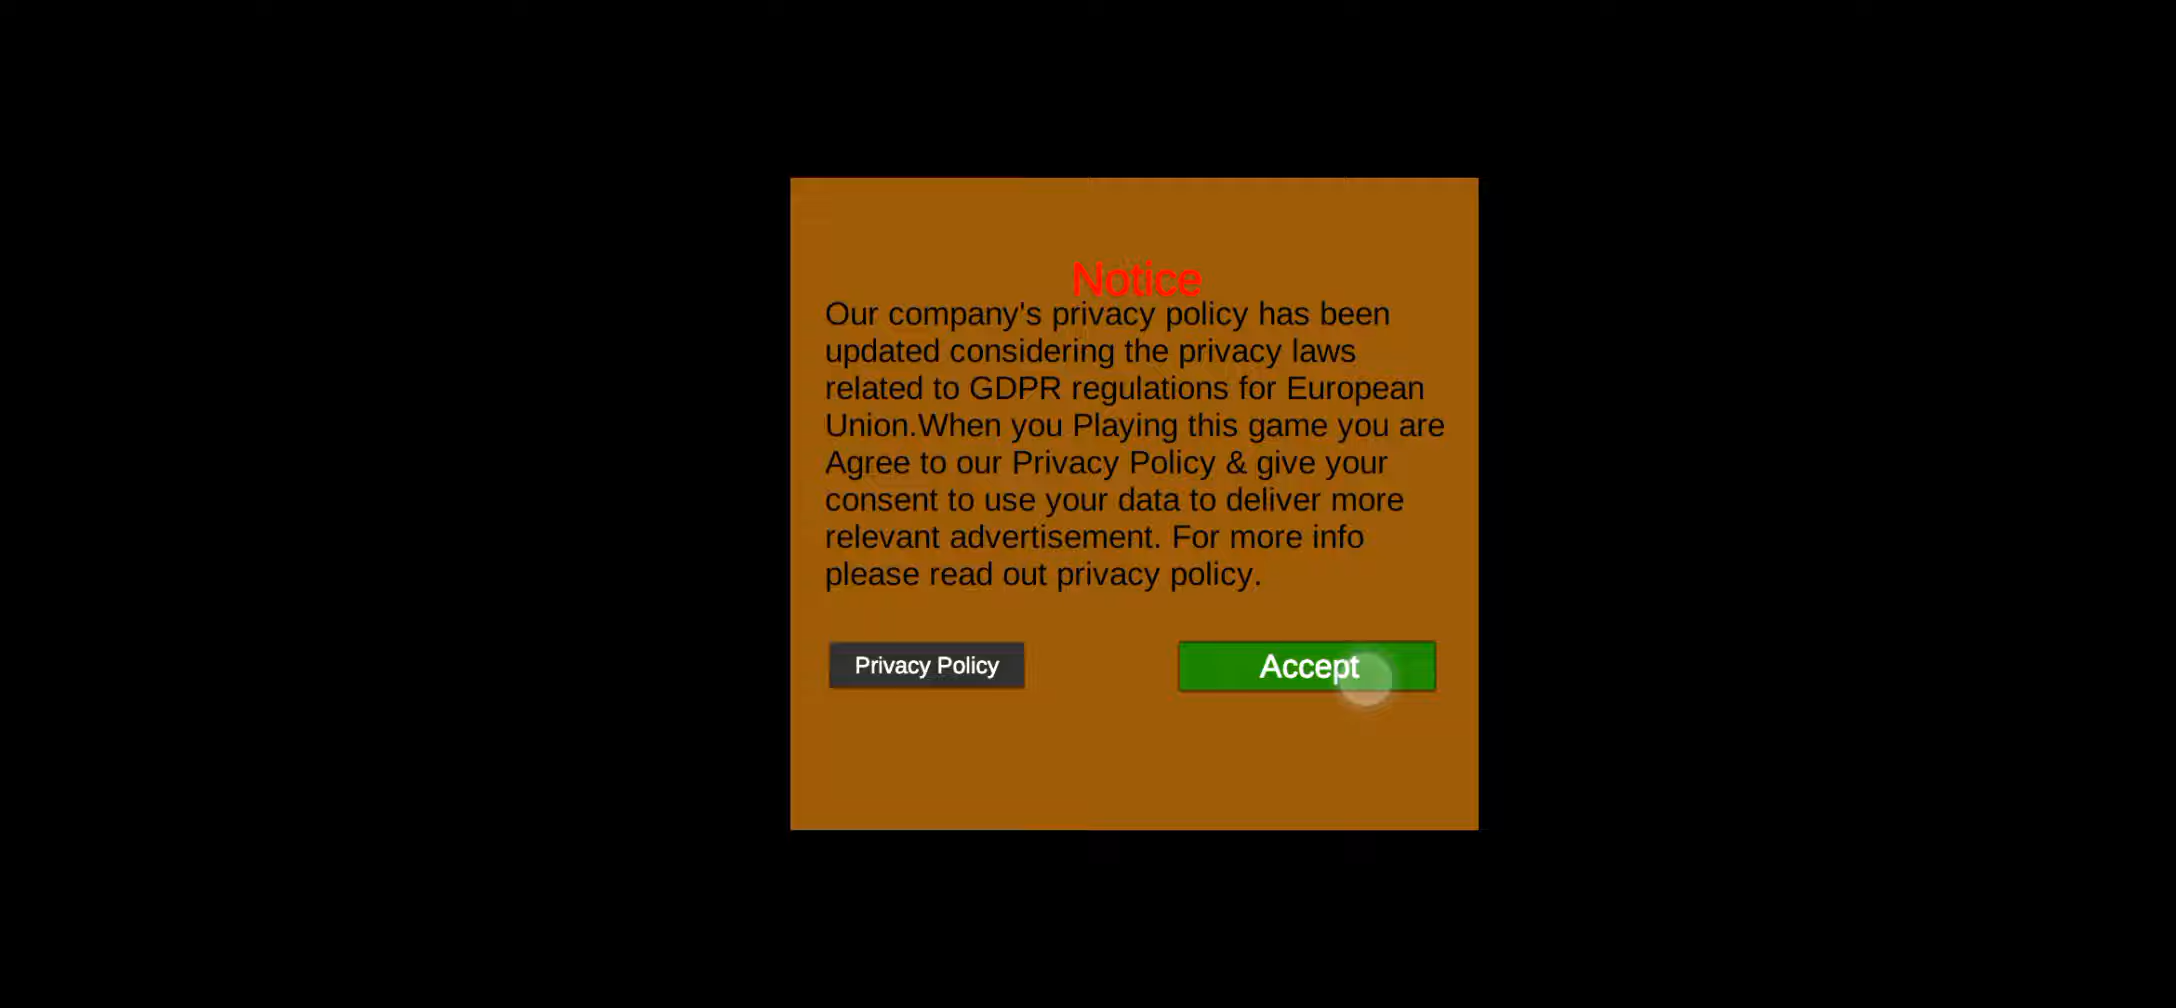 Notice
Our company's privacy policy has been
updated considering the privacy laws
related to GDPR regulations for European
Union.When you Playing this game you are
Agree to our Privacy Policy & give your
consent to use your data to deliver more
relevant advertisement. For more info
please read out privacy policy.
Privacy Policy
Accept